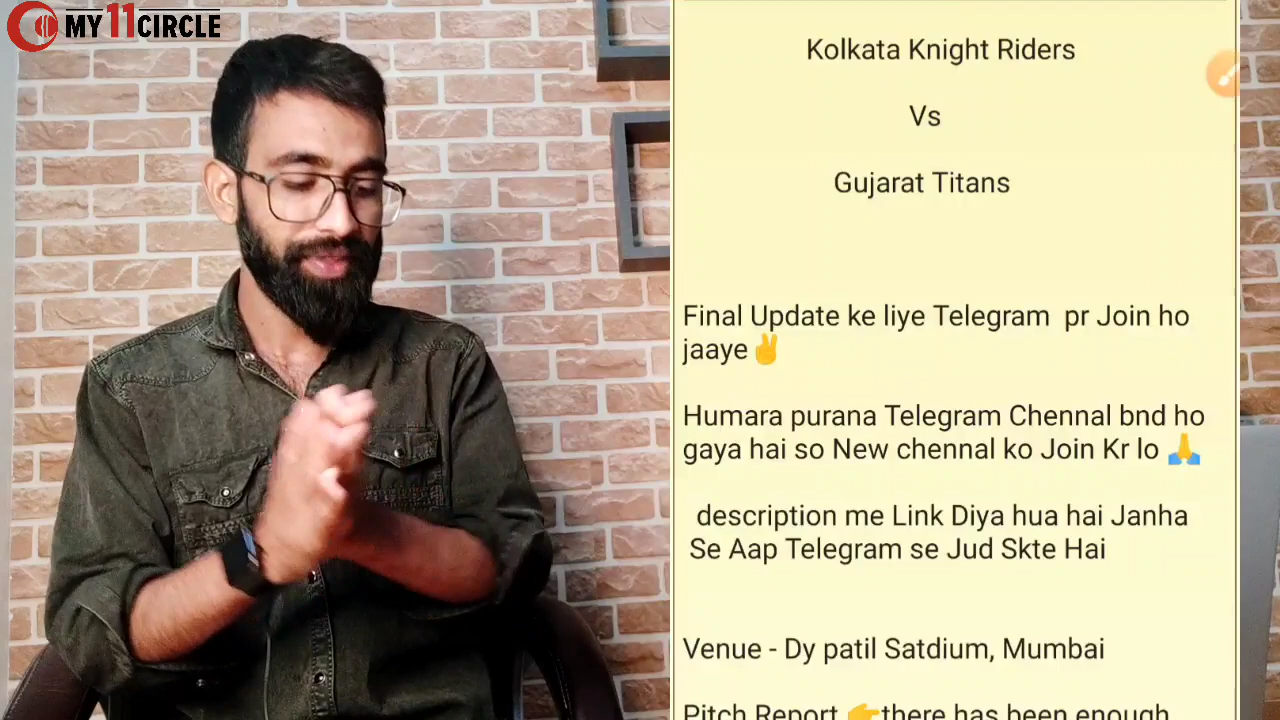 MY11CIRCLE
Kolkata Knight Riders
Vs
Gujarat Titans
Final Update ke liye Telegram pr Join ho
jaaye✌️
Humara purana Telegram Chennal bnd ho
gaya hai so New chennal ko Join Kr lo 🙏
description me Link Diya hua hai Janha
Se Aap Telegram se Jud Skte Hai
Venue - Dy patil Satdium, Mumbai
Pitch Report 👉there has been enough